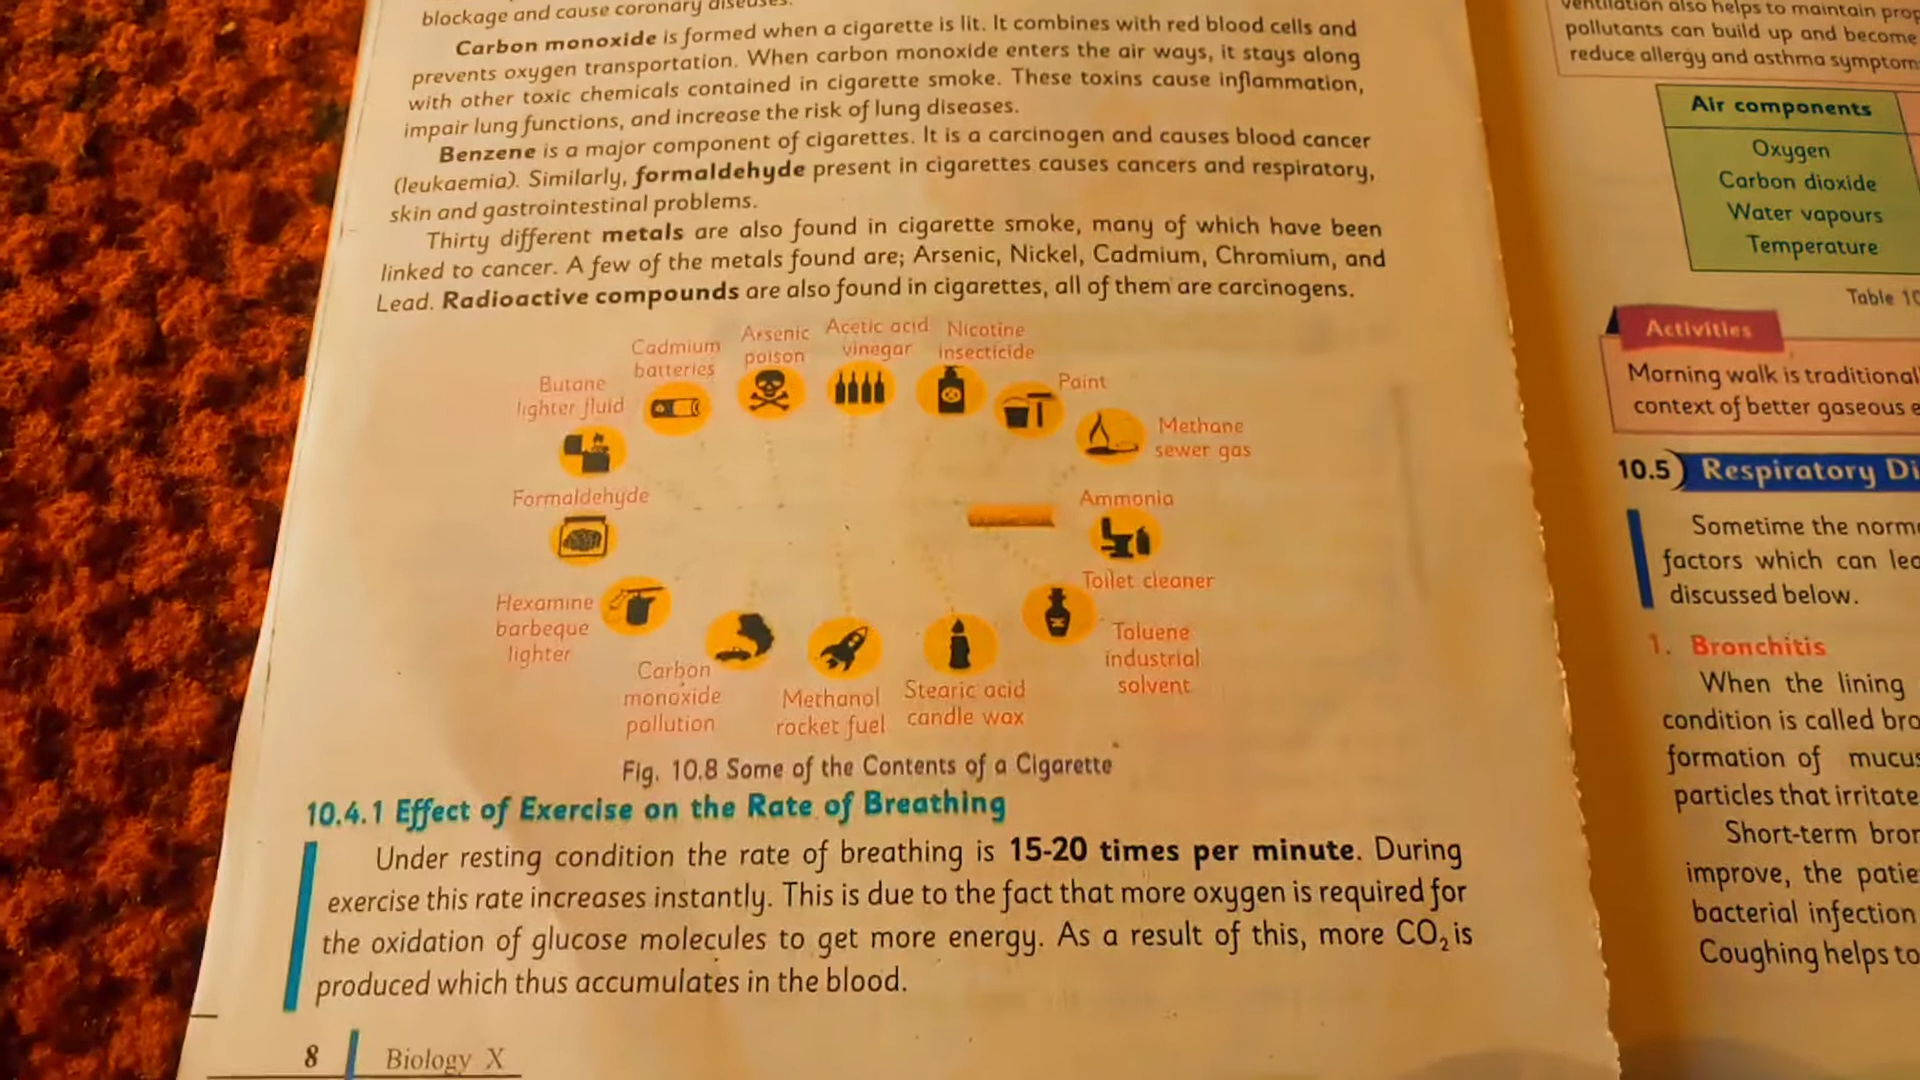 blockage and cause coronary diseases.
Carbon monoxide is formed when a cigarette is lit. It combines with red blood cells and
prevents oxygen transportation. When carbon monoxide enters the air ways, it stays along
with other toxic chemicals contained in cigarette smoke. These toxins cause inflammation,
impair lung functions, and increase the risk of lung diseases.
Benzene is a major component of cigarettes. It is a carcinogen and causes blood cancer
(leukaemia). Similarly, formaldehyde present in cigarettes causes cancers and respiratory,
skin and gastrointestinal problems.
Thirty different metals are also found in cigarette smoke, many of which have been
linked to cancer. A few of the metals found are; Arsenic, Nickel, Cadmium, Chromium, and
Lead. Radioactive compounds are also found in cigarettes, all of them are carcinogens.
Butane
lighter fluid
Cadmium
batteries
Arsenic
poison
Acetic acid
vinegar
Nicotine
insecticide
Paint
Methane
sewer gas
Formaldehyde
Ammonia
Toilet cleaner
Hexamine
barbeque
lighter
Carbon
monoxide
pollution
Methanol
rocket fuel
Stearic acid
candle wax
Toluene
industrial
solvent
Fig. 10.8 Some of the Contents of a Cigarette
10.4.1 Effect of Exercise on the Rate of Breathing
Under resting condition the rate of breathing is 15-20 times per minute. During
exercise this rate increases instantly. This is due to the fact that more oxygen is required for
the oxidation of glucose molecules to get more energy. As a result of this, more CO₂ is
produced which thus accumulates in the blood.
8 Biology X
ventilation also helps to maintain
pollutants can build up and become
reduce allergy and asthma
Air components
Oxygen
Carbon dioxide
Water vapours
Temperature
Table
Activities
Morning walk is traditional
context of better gaseous
10.5 Respiratory
Sometime the
factors which can
discussed below.
1. Bronchitis
When the lining
condition is called
formation of
particles that irritate
Short-term
improve, the
bacterial infection
Coughing helps to